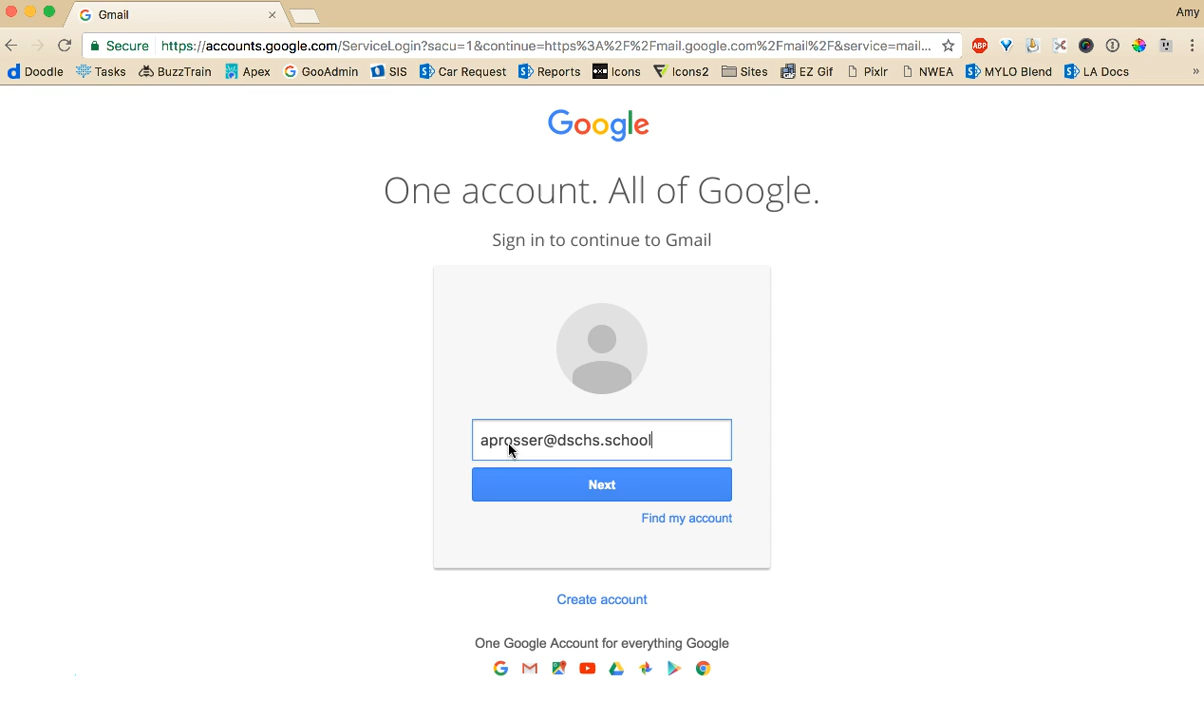 Gmail
Amy
Secure https://accounts.google.com/ServiceLogin?sacu=1&continue=https%3A%2F%2Fmail.google.com%2Fmail%2F&service=mail...
ABP
Doodle Tasks BuzzTrain Apex GooAdmin SIS Car Request Reports Icons Icons2 Sites EZ Gif Pixlr NWEA MYLO Blend LA Docs »
Google
One account. All of Google.
Sign in to continue to Gmail
aprosser@dschs.school
Next
Find my account
Create account
One Google Account for everything Google